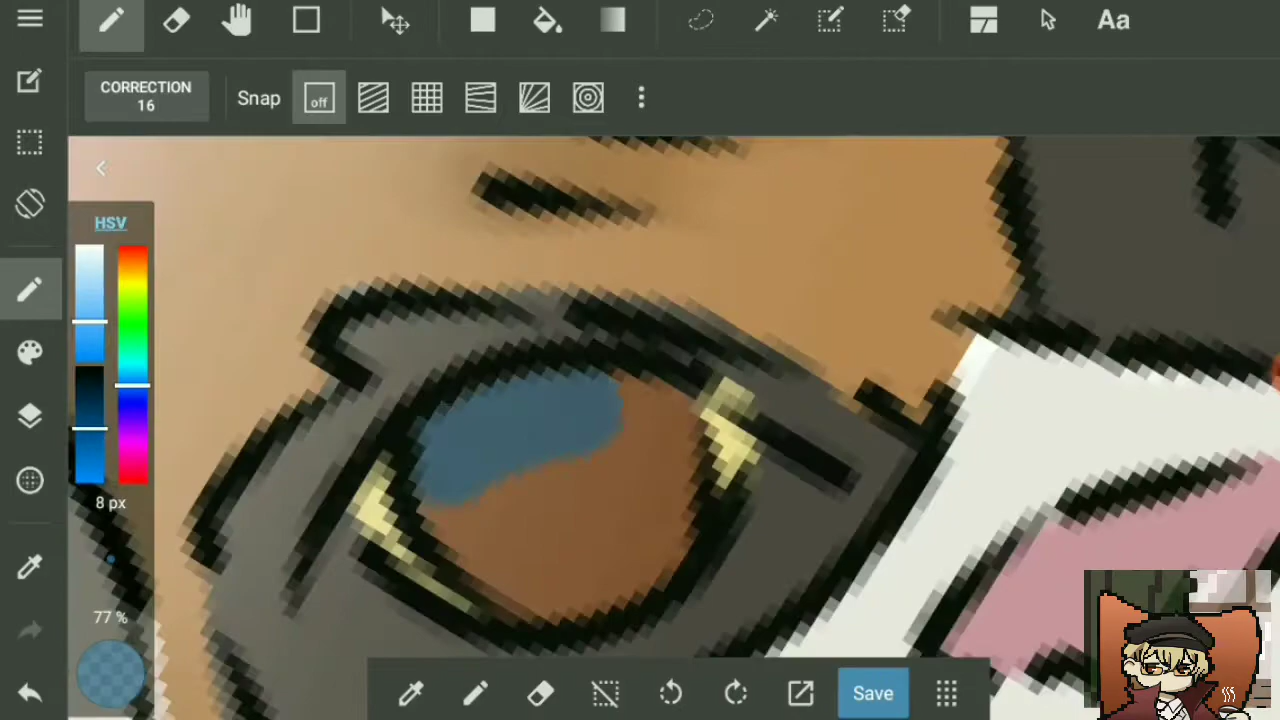 Aa
CORRECTION
16
Snap
off
HSV
8 px
77 %
Save